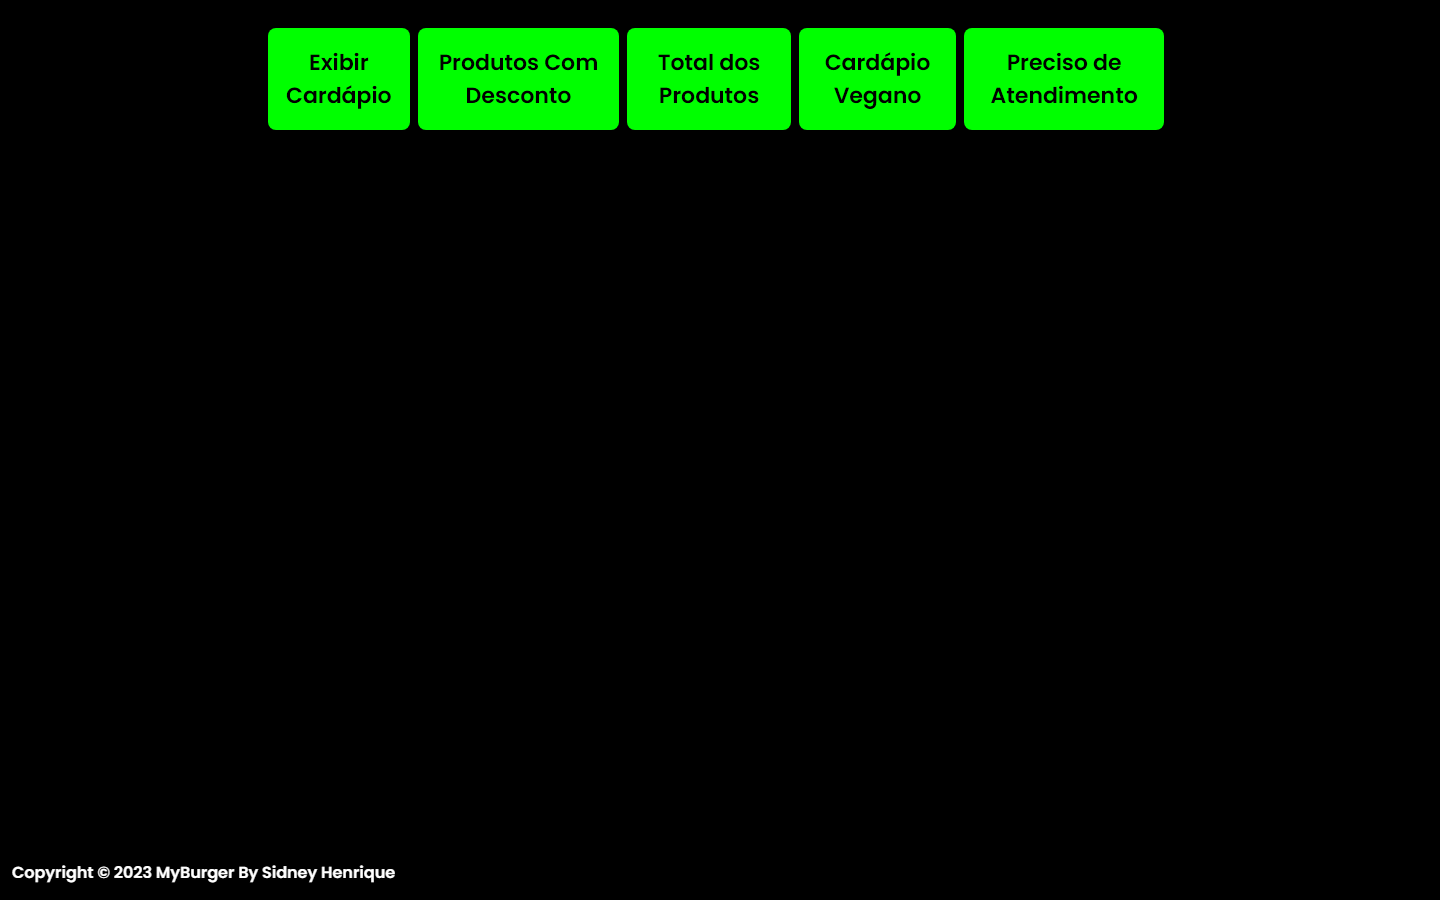 Exibir
Cardápio
Produtos Com
Desconto
Total dos
Produtos
Cardápio
Vegano
Preciso de
Atendimento
Copyright © 2023 MyBurger By Sidney Henrique